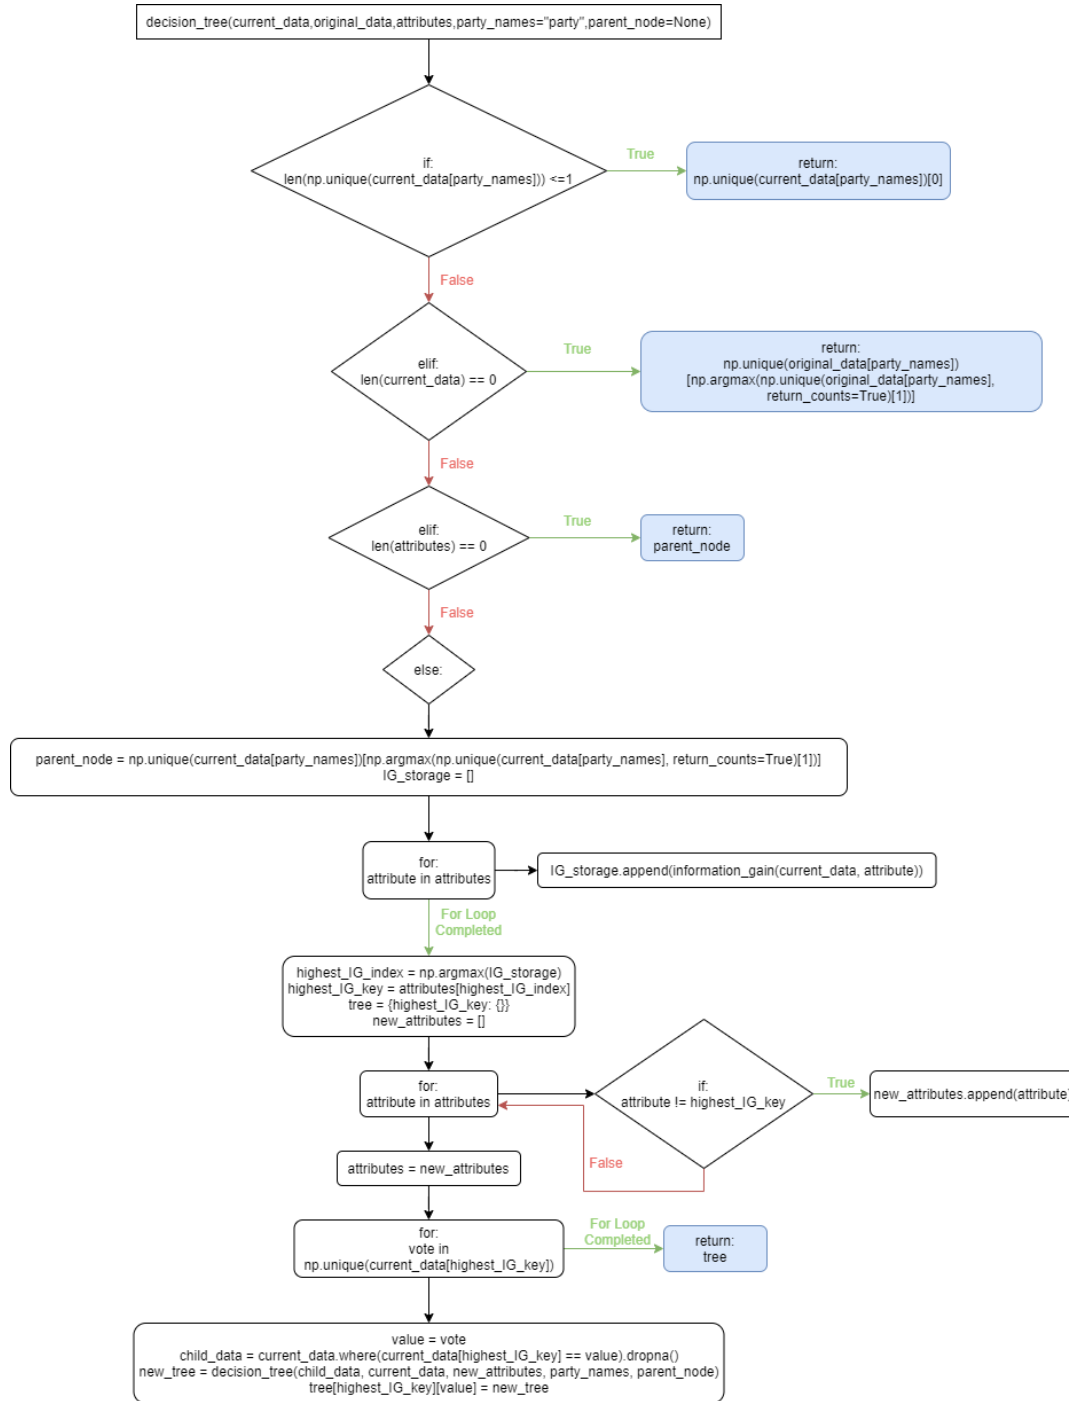 decision_tree(current_data,original_data,attributes,party_names="party",parent_node=None)
if:
len(np.unique(current_data[party_names])) <=1
True
return:
np.unique(current_data[party_names])[0]
False
elif:
len(current_data) == 0
True
return:
np.unique(original_data[party_names])
[np.argmax(np.unique(original_data[party_names],
return_counts=True)[1])]
False
elif:
len(attributes) == 0
True
return:
parent_node
False
else:
parent_node = np.unique(current_data[party_names])[np.argmax(np.unique(current_data[party_names], return_counts=True)[1])]
IG_storage = []
for:
attribute in attributes
IG_storage.append(information_gain(current_data, attribute))
For Loop
Completed
highest_IG_index = np.argmax(IG_storage)
highest_IG_key = attributes[highest_IG_index]
tree = {highest_IG_key: {}}
new_attributes = []
for:
attribute in attributes
if:
attribute != highest_IG_key
True
new_attributes.append(attribute)
False
attributes = new_attributes
for:
vote in
np.unique(current_data[highest_IG_key])
For Loop
Completed
return:
tree
value = vote
child_data = current_data.where(current_data[highest_IG_key] == value).dropna()
new_tree = decision_tree(child_data, current_data, new_attributes, party_names, parent_node)
tree[highest_IG_key][value] = new_tree